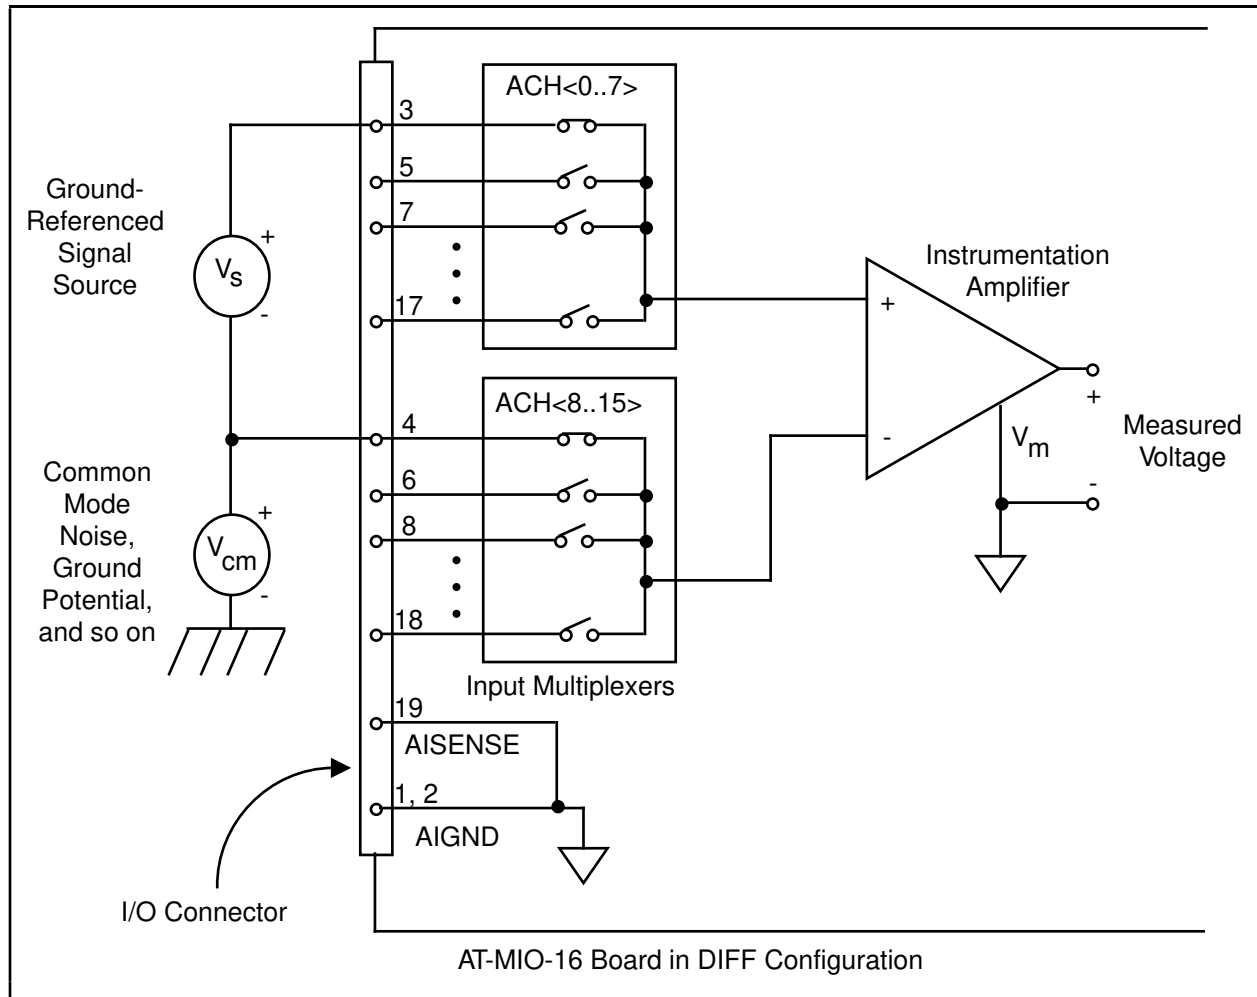 ACH<0..7>
3
5
7
17
Ground-
Referenced
Signal
Source
+
Vs
-
Instrumentation
Amplifier
+
-
+
Measured
Voltage
-
Vm
ACH<8..15>
4
6
8
18
Common
Mode
Noise,
Ground
Potential,
and so on
+
Vcm
-
Input Multiplexers
19
AISENSE
1, 2
AIGND
I/O Connector
AT-MIO-16 Board in DIFF Configuration